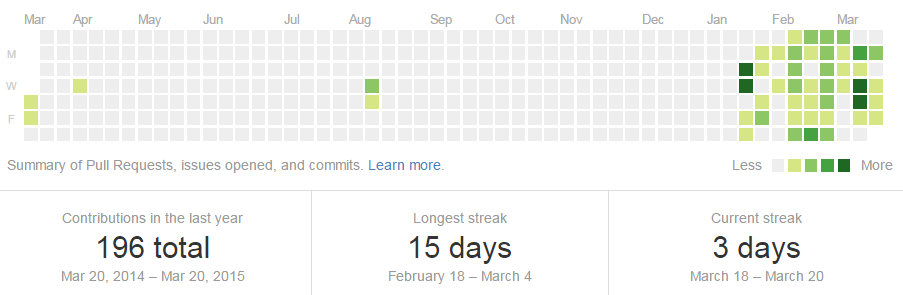 Mar Apr May Jun Jul Aug Sep Oct Nov Dec Jan Feb Mar
M
W
F
Summary of Pull Requests, issues opened, and commits. Learn more. Less More
Contributions in the last year Longest streak Current streak
196 total 15 days 3 days
Mar 20, 2014 – Mar 20, 2015 February 18 – March 4 March 18 – March 20